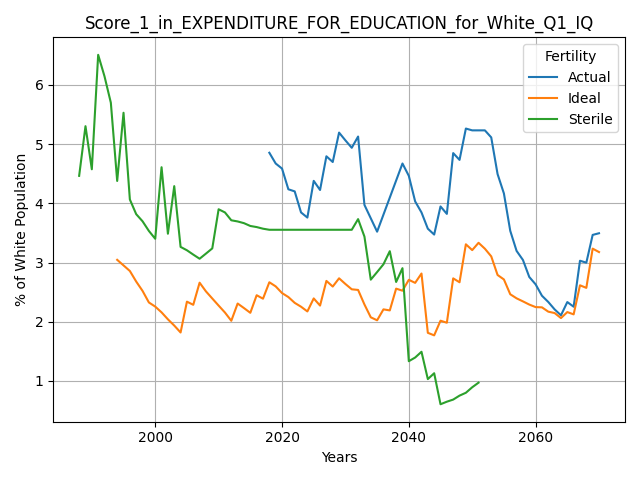 Score_1_in_EXPENDITURE_FOR_EDUCATION_for_White_Q1_IQ
Fertility
Actual
Ideal
Sterile
% of White Population
6
5
4
3
2
1
2000
2020
2040
2060
Years